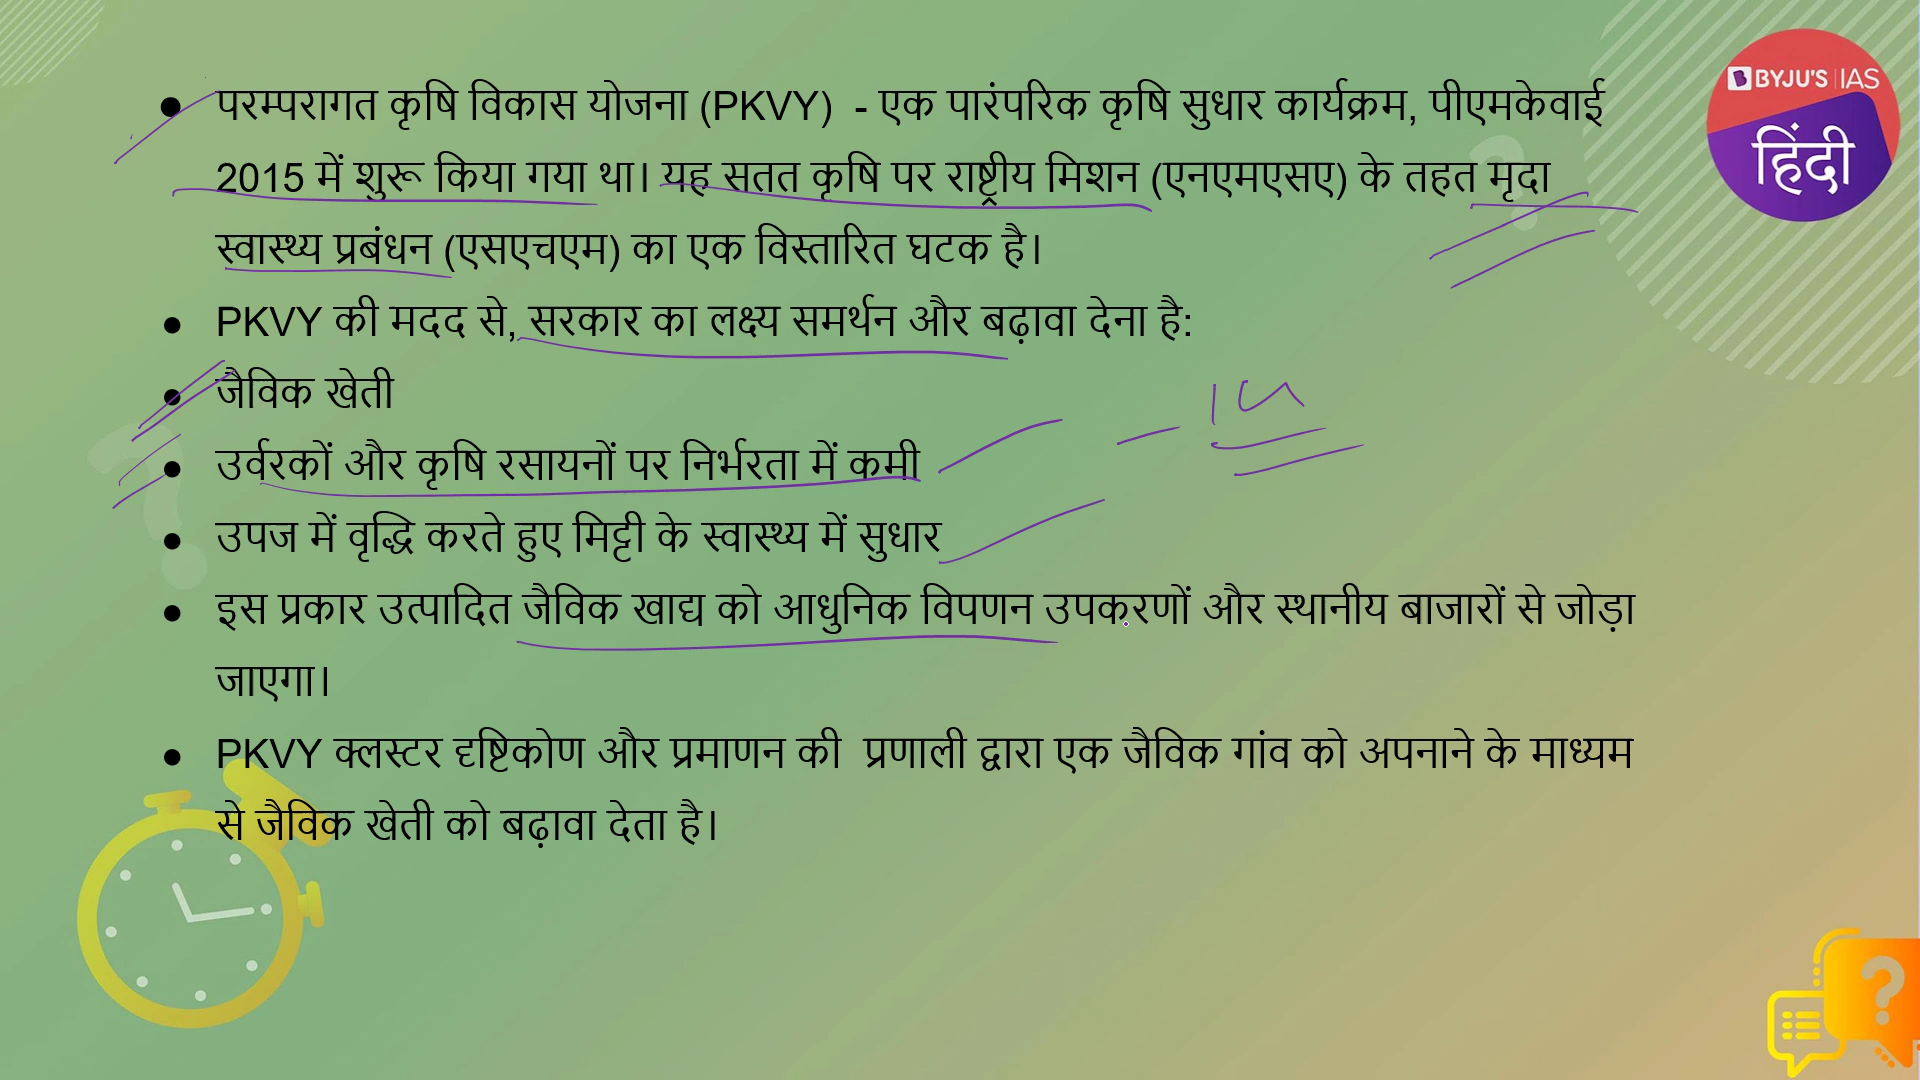 BYJU'S IAS
हिंदी
● परम्परागत कृषि विकास योजना (PKVY) - एक पारंपरिक कृषि सुधार कार्यक्रम, पीएमकेवाई
2015 में शुरू किया गया था। यह सतत कृषि पर राष्ट्रीय मिशन (एनएमएसए) के तहत मृदा
स्वास्थ्य प्रबंधन (एसएचएम) का एक विस्तारित घटक है।
● PKVY की मदद से, सरकार का लक्ष्य समर्थन और बढ़ावा देना है:
● जैविक खेती
● उर्वरकों और कृषि रसायनों पर निर्भरता में कमी
● उपज में वृद्धि करते हुए मिट्टी के स्वास्थ्य में सुधार
● इस प्रकार उत्पादित जैविक खाद्य को आधुनिक विपणन उपकरणों और स्थानीय बाजारों से जोड़ा
जाएगा।
● PKVY क्लस्टर दृष्टिकोण और प्रमाणन की प्रणाली द्वारा एक जैविक गांव को अपनाने के माध्यम
से जैविक खेती को बढ़ावा देता है।